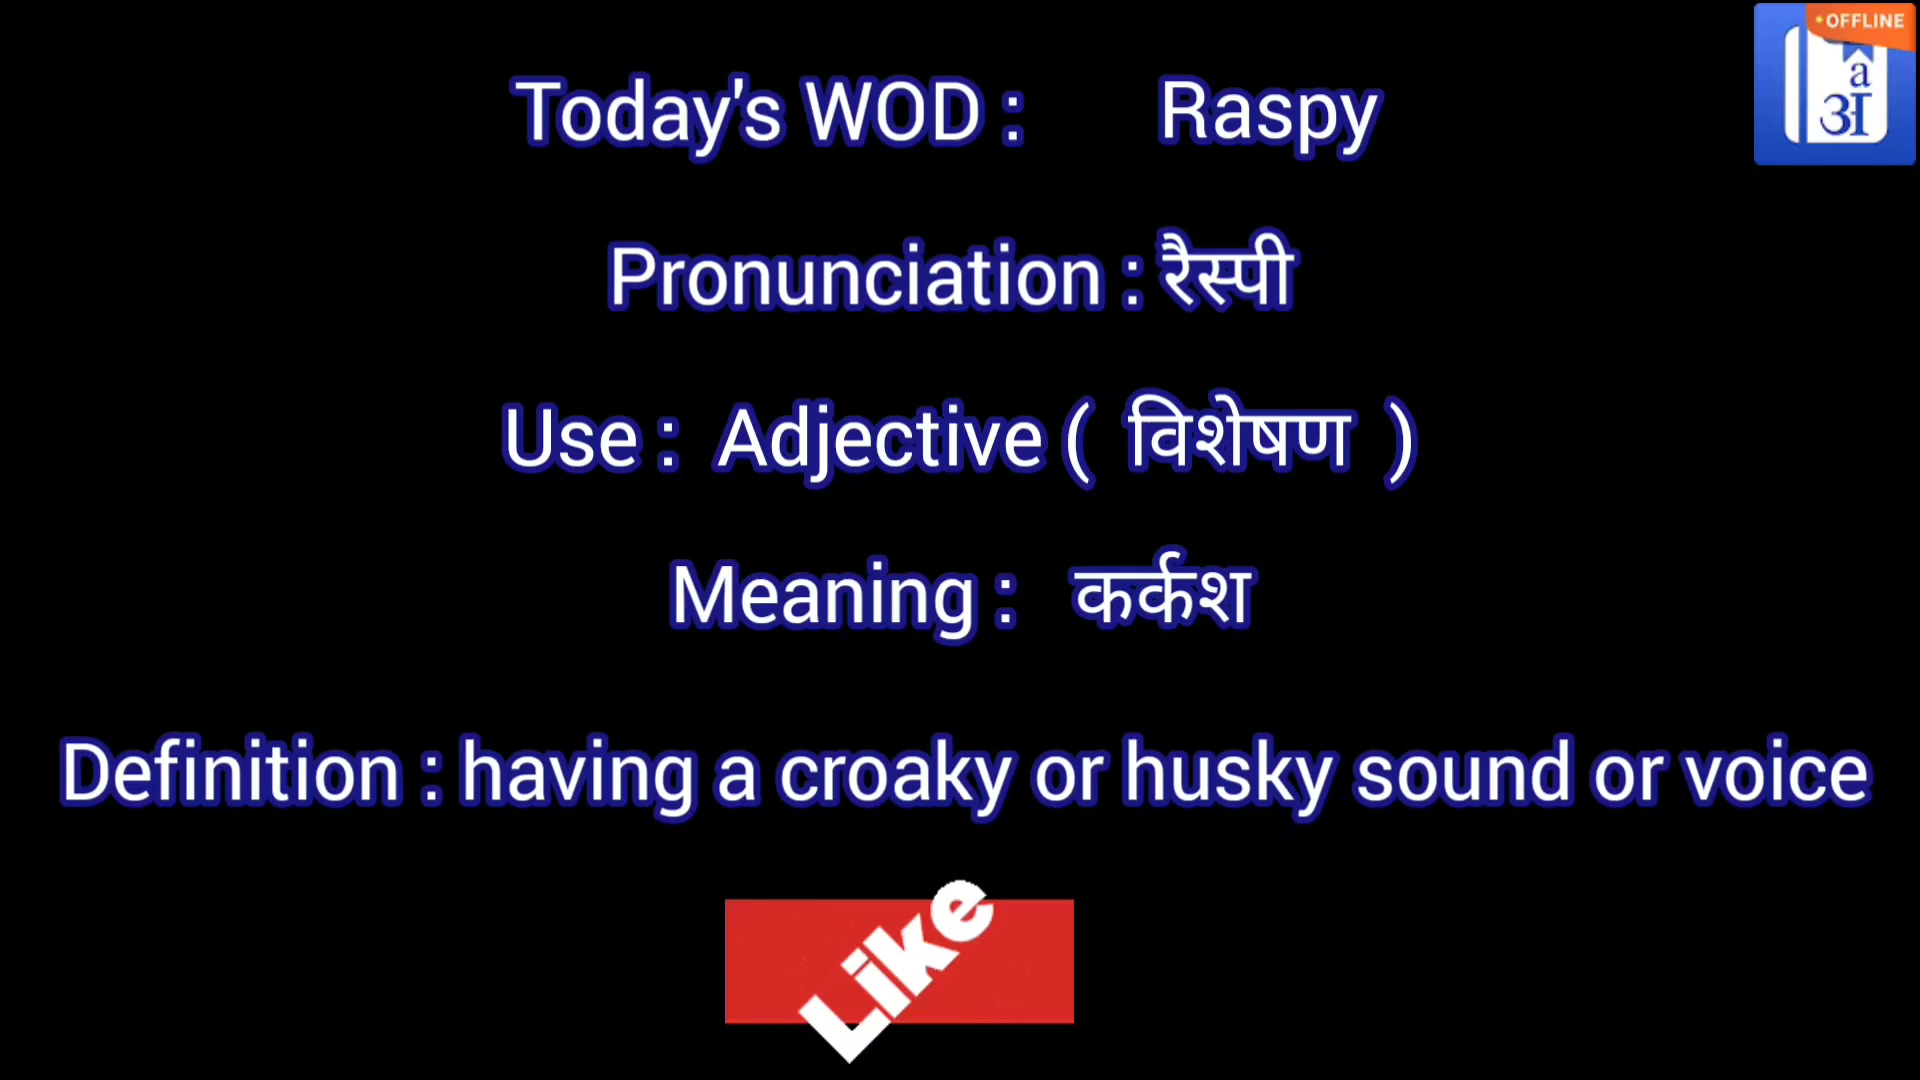 OFFLINE
a
अ
Today's WOD : Raspy
Pronunciation : रैस्पी
Use : Adjective ( विशेषण )
Meaning : कर्कश
Definition : having a croaky or husky sound or voice
Like